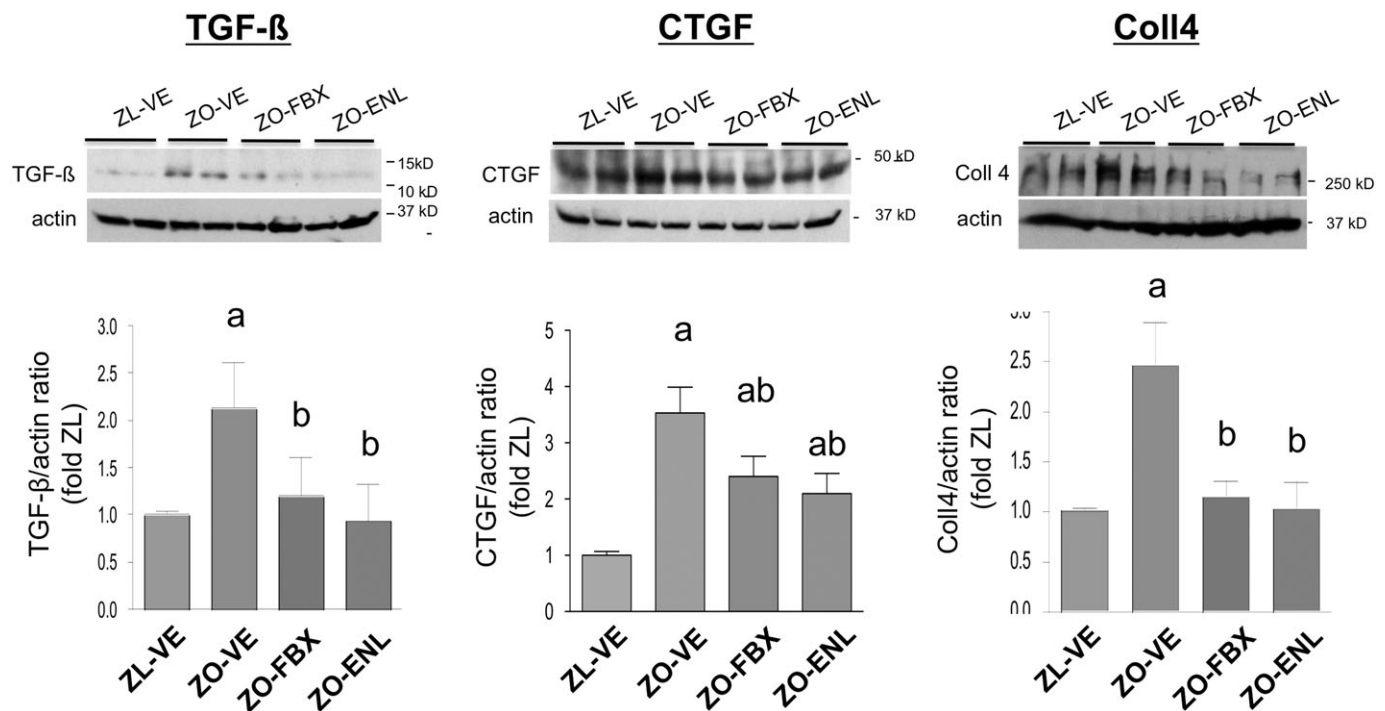 TGF-ß
CTGF
Coll4
ZL-VE
ZO-VE
ZO-FBX
ZO-ENL
TGF-ß
-15kD
- 10 kD
actin
-37 kD
-
ZL-VE
ZO-VE
ZO-FBX
ZO-ENL
CTGF
- 50 kD
actin
- 37 kD
ZL-VE
ZO-VE
ZO-FBX
ZO-ENL
Coll 4
- 250 kD
actin
- 37 kD
TGF-β/actin ratio
(fold ZL)
3.0
2.5
2.0
1.5
1.0
0.5
0.0
a
b
b
ZL-VE
ZO-VE
ZO-FBX
ZO-ENL
CTGF/actin ratio
(fold ZL)
5
4
3
2
1
0
a
ab
ab
ZL-VE
ZO-VE
ZO-FBX
ZO-ENL
Coll4/actin ratio
(fold ZL)
3.0
2.5
2.0
1.5
1.0
0.5
0.0
a
b
b
ZL-VE
ZO-VE
ZO-FBX
ZO-ENL